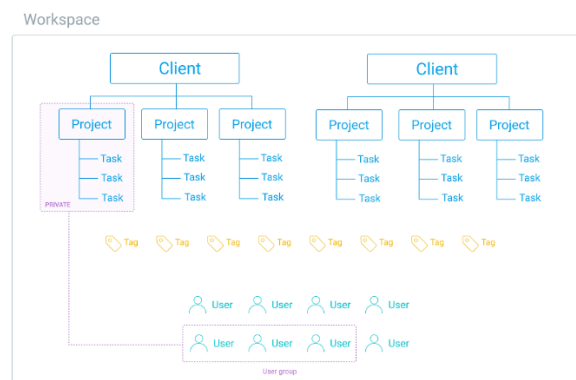 Workspace
Client Client
Project Project Project Project Project Project
Task Task Task Task Task Task
Task Task Task Task Task Task
Task Task Task Task Task Task
PRIVATE
Tag Tag Tag Tag Tag Tag Tag Tag
User User User User
User User User User
User group